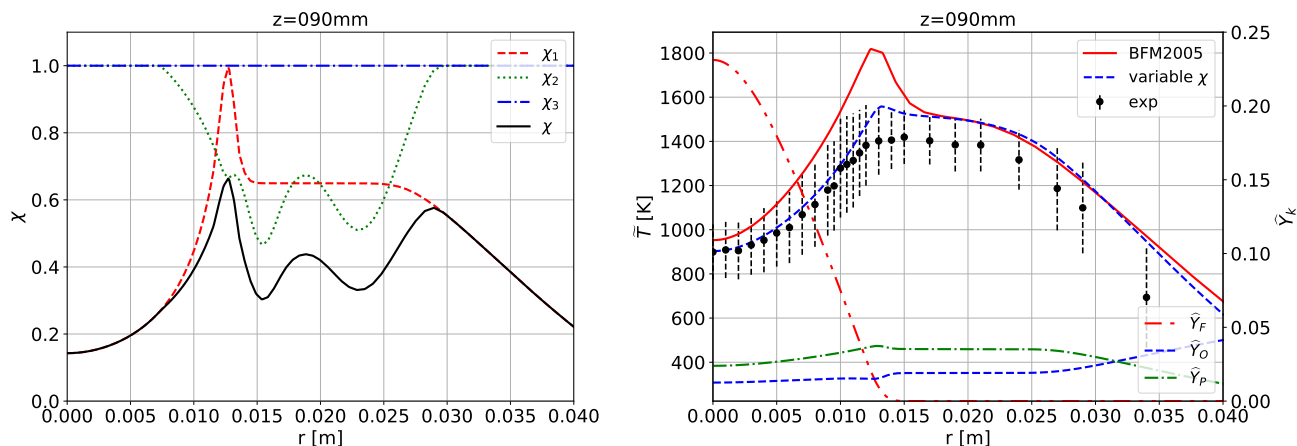 z=090mm
χ
1.0
0.8
0.6
0.4
0.2
0.0
χ₁
χ₂
χ₃
χ
0.000 0.005 0.010 0.015 0.020 0.025 0.030 0.035 0.040
r [m]
z=090mm
T̃ [K]
1800
1600
1400
1200
1000
800
600
400
BFM2005
variable χ
exp
0.25
0.20
0.15
0.10
0.05
0.00
Ŷₖ
Ŷ_F
Ŷ_O
Ŷ_P
0.000 0.005 0.010 0.015 0.020 0.025 0.030 0.035 0.040
r [m]